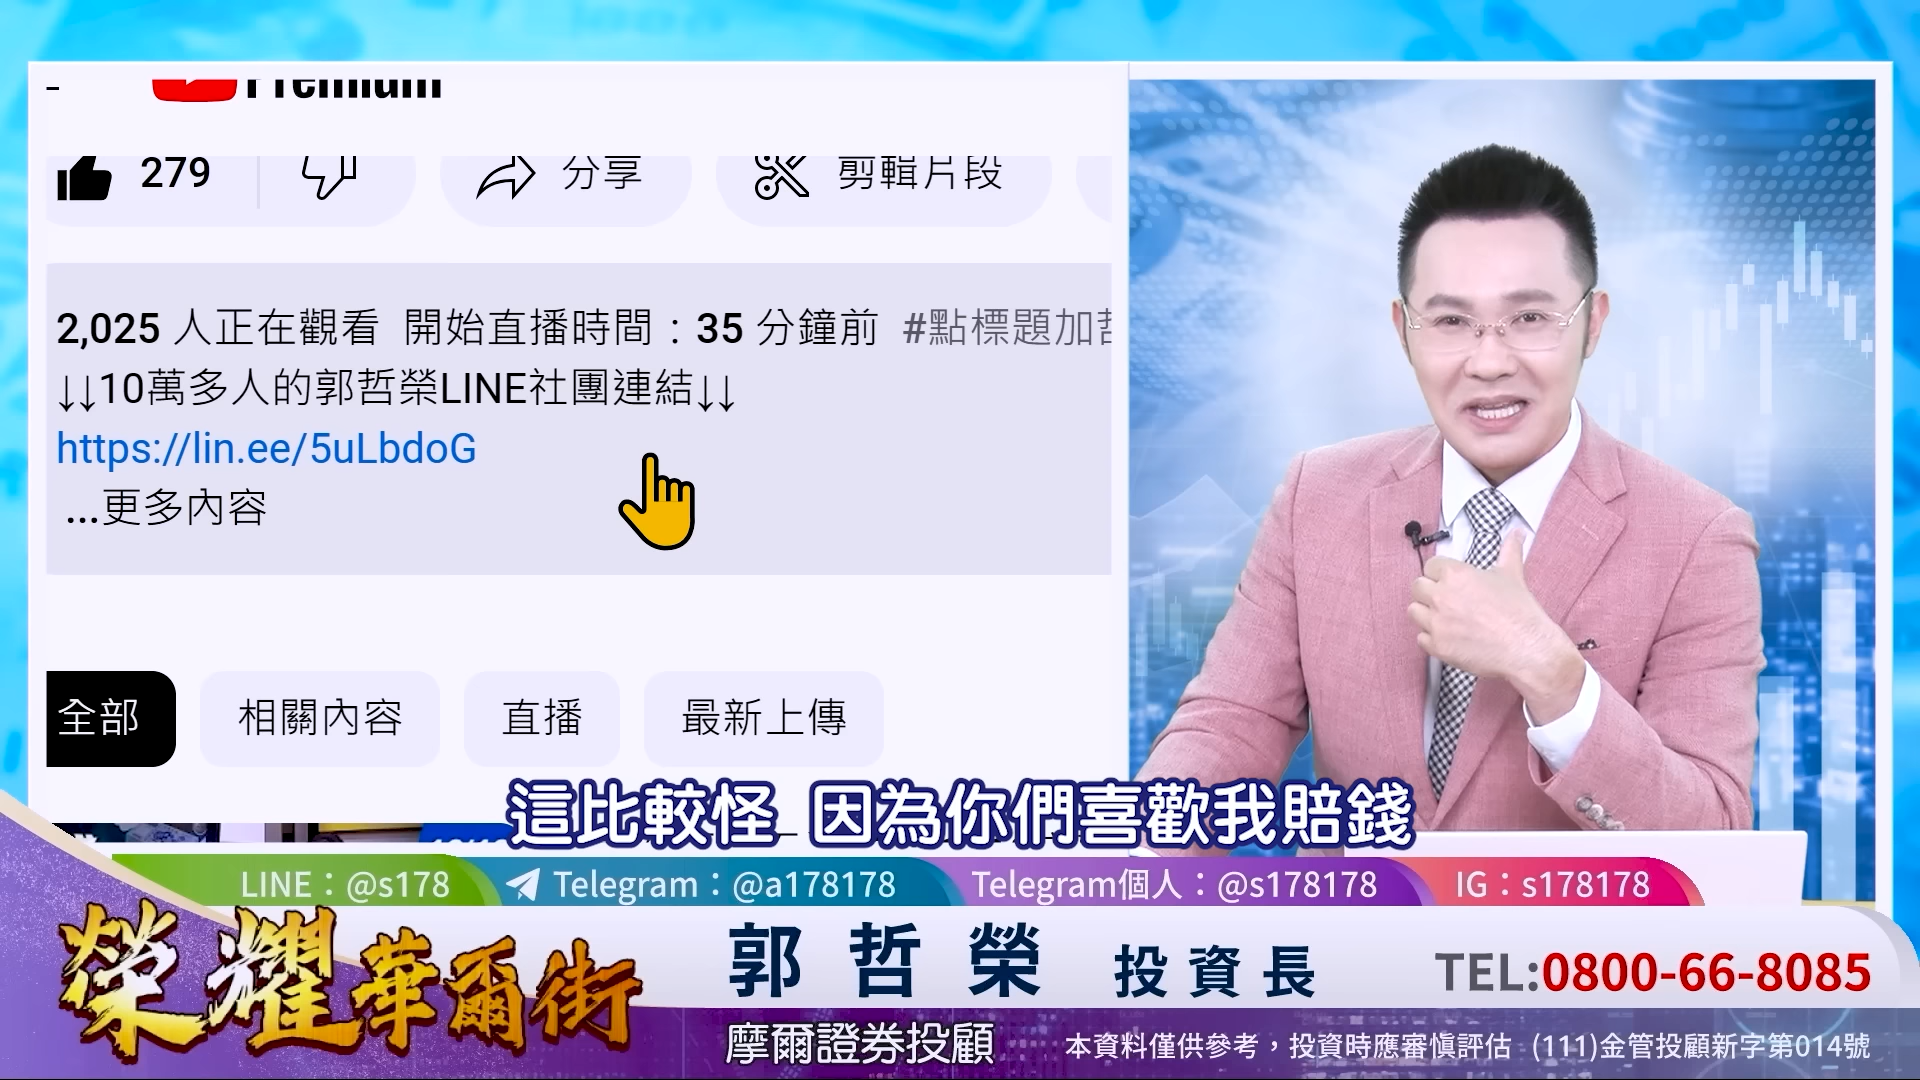 Premium
279
分享
剪輯片段
2,025 人正在觀看 開始直播時間：35 分鐘前 #點標題加
↓↓10萬多人的郭哲榮LINE社團連結↓↓
https://lin.ee/5uLbdoG
...更多內容
全部
相關內容
直播
最新上傳
這比較怪 因為你們喜歡我賠錢
LINE：@s178
Telegram：@a178178
Telegram個人：@s178178
IG：s178178
榮耀華爾街
郭哲榮 投資長
TEL:0800-66-8085
摩爾證券投顧
本資料僅供參考，投資時應審慎評估 (111)金管投顧新字第014號